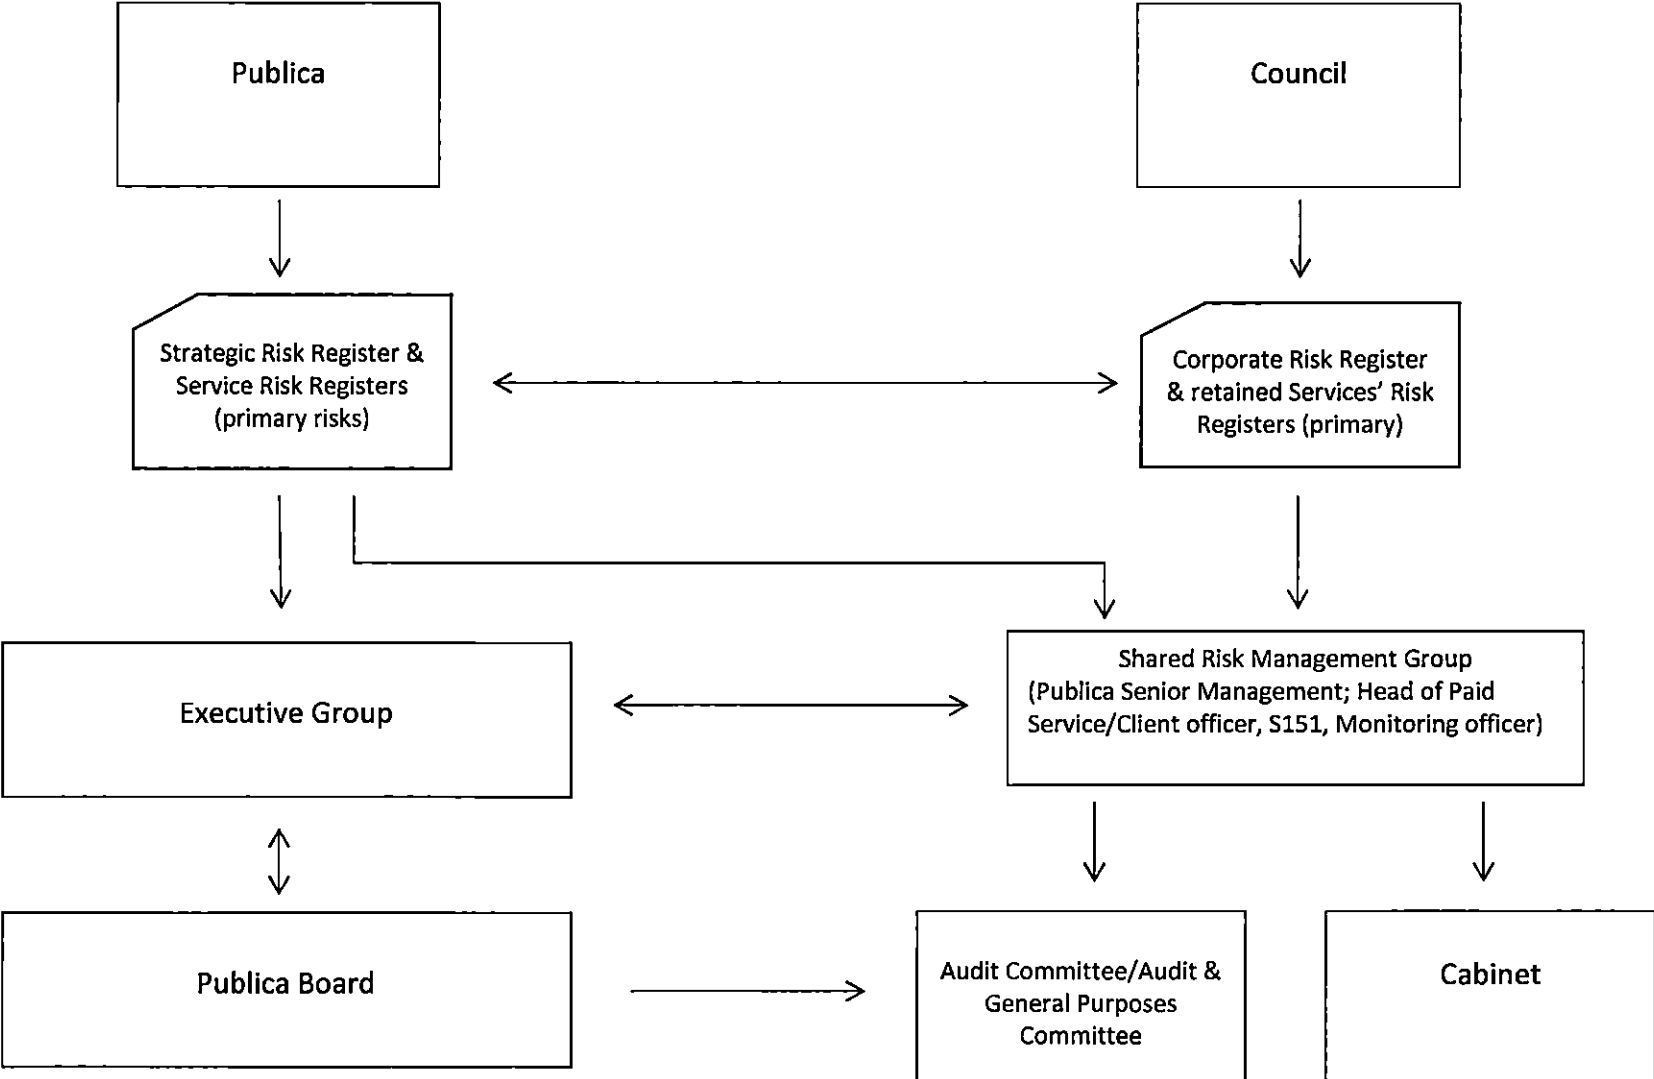 Publica
Council
Strategic Risk Register &
Service Risk Registers
(primary risks)
Corporate Risk Register
& retained Services' Risk
Registers (primary)
Executive Group
Shared Risk Management Group
(Publica Senior Management; Head of Paid
Service/Client officer, S151, Monitoring officer)
Publica Board
Audit Committee/Audit &
General Purposes
Committee
Cabinet